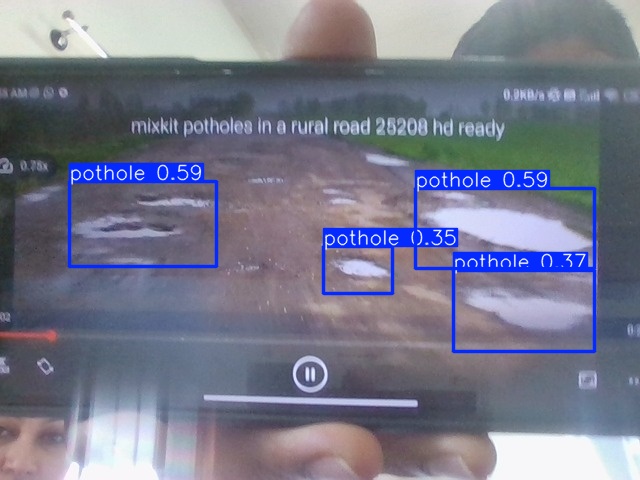 AM
0.2KB/s
mixkit potholes in a rural road 25208 hd ready
0.75x
pothole 0.59
pothole 0.59
pothole 0.35
pothole 0.37
02